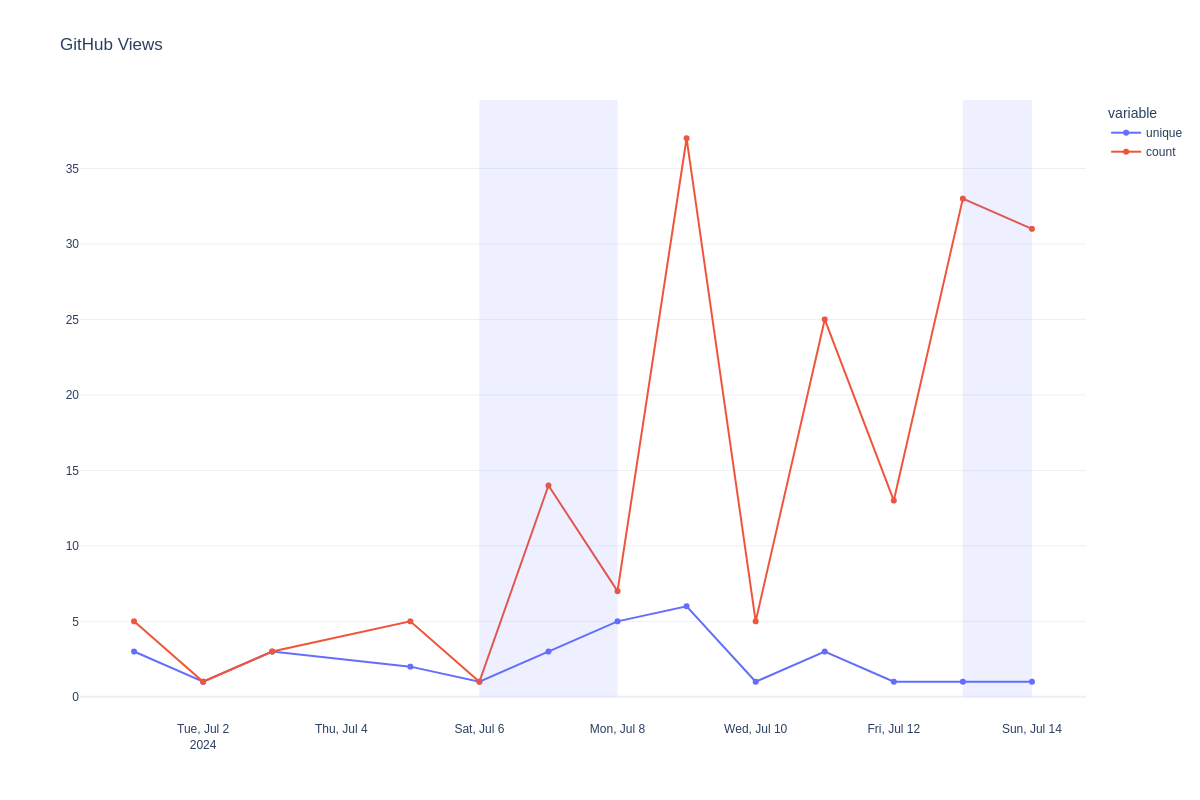 GitHub Views
variable
unique
count
35
30
25
20
15
10
5
0
Tue, Jul 2
2024
Thu, Jul 4
Sat, Jul 6
Mon, Jul 8
Wed, Jul 10
Fri, Jul 12
Sun, Jul 14